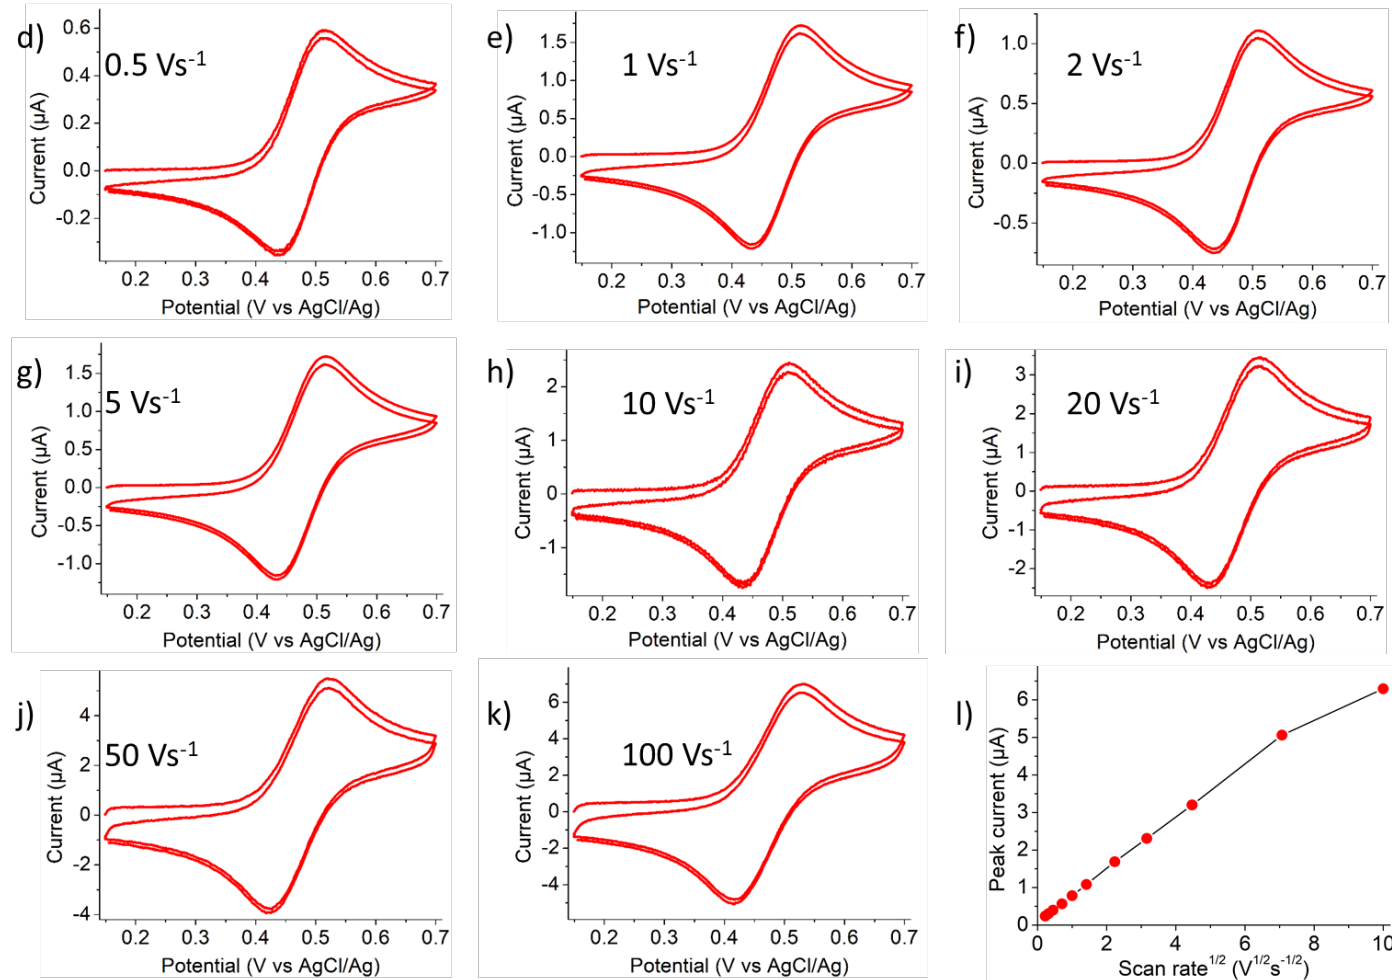 d)
0.5 Vs-1
0.6
0.4
0.2
0.0
-0.2
Current (µA)
0.2 0.3 0.4 0.5 0.6 0.7
Potential (V vs AgCl/Ag)
e)
1 Vs-1
1.5
1.0
0.5
0.0
-0.5
-1.0
Current (µA)
0.2 0.3 0.4 0.5 0.6 0.7
Potential (V vs AgCl/Ag)
f)
2 Vs-1
1.0
0.5
0.0
-0.5
Current (µA)
0.2 0.3 0.4 0.5 0.6 0.7
Potential (V vs AgCl/Ag)
g)
5 Vs-1
1.5
1.0
0.5
0.0
-0.5
-1.0
Current (µA)
0.2 0.3 0.4 0.5 0.6 0.7
Potential (V vs AgCl/Ag)
h)
10 Vs-1
2
1
0
-1
Current (µA)
0.2 0.3 0.4 0.5 0.6 0.7
Potential (V vs AgCl/Ag)
i)
20 Vs-1
3
2
1
0
-1
-2
Current (µA)
0.2 0.3 0.4 0.5 0.6 0.7
Potential (V vs AgCl/Ag)
j)
50 Vs-1
4
2
0
-2
-4
Current (µA)
0.2 0.3 0.4 0.5 0.6 0.7
Potential (V vs AgCl/Ag)
k)
100 Vs-1
6
4
2
0
-2
-4
Current (µA)
0.2 0.3 0.4 0.5 0.6 0.7
Potential (V vs AgCl/Ag)
l)
6
5
4
3
2
1
0
Peak current (µA)
0 2 4 6 8 10
Scan rate1/2 (V1/2s-1/2)